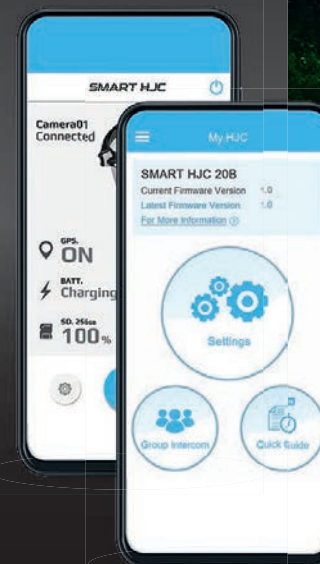 SMART HJC
Camera01
Connected
GPS.
ON
BATT.
Charging
SD. 256GB
100%
My HJC
SMART HJC 20B
Current Firmware Version 1.0
Latest Firmware Version 1.0
For More Information
Settings
Group Intercom
Quick Guide